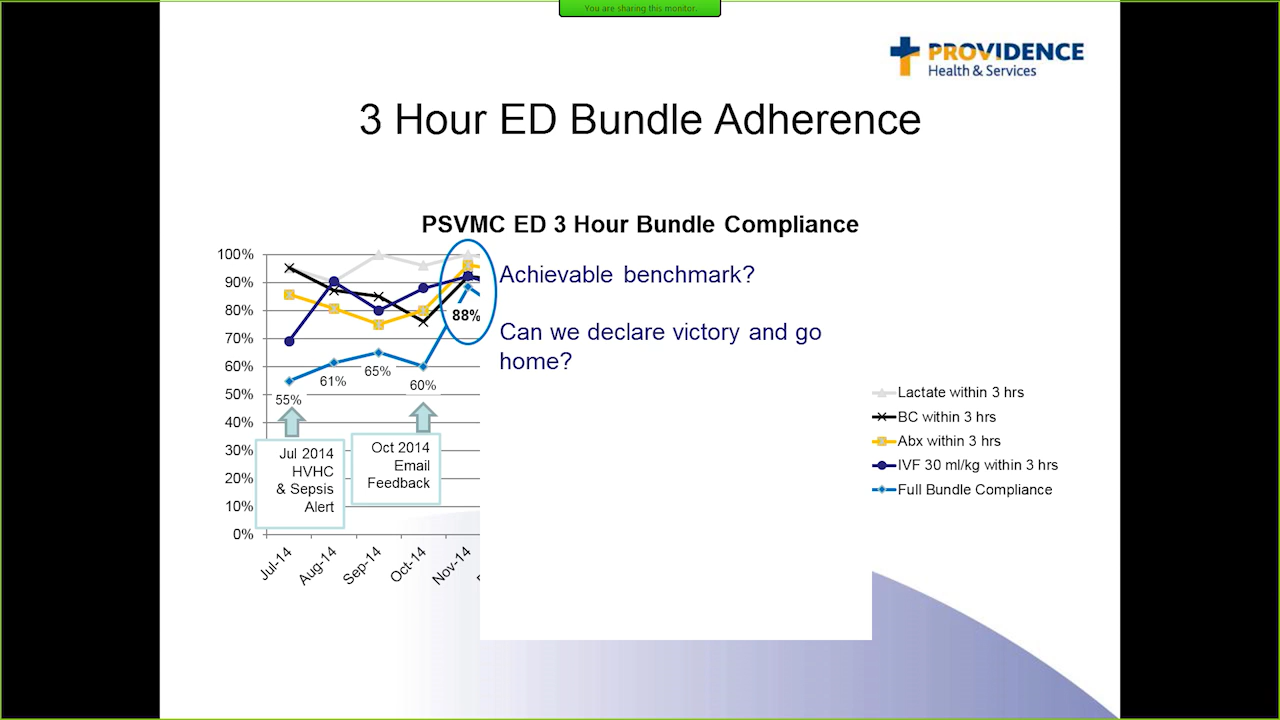 You are sharing this monitor.
PROVIDENCE
Health & Services
3 Hour ED Bundle Adherence
PSVMC ED 3 Hour Bundle Compliance
100%
90%
80%
70%
60%
50%
40%
30%
20%
10%
0%
88%
55%
61%
65%
60%
Achievable benchmark?
Can we declare victory and go
home?
Jul 2014
HVHC
& Sepsis
Alert
Oct 2014
Email
Feedback
Jul-14
Aug-14
Sep-14
Oct-14
Nov-14
Lactate within 3 hrs
BC within 3 hrs
Abx within 3 hrs
IVF 30 ml/kg within 3 hrs
Full Bundle Compliance